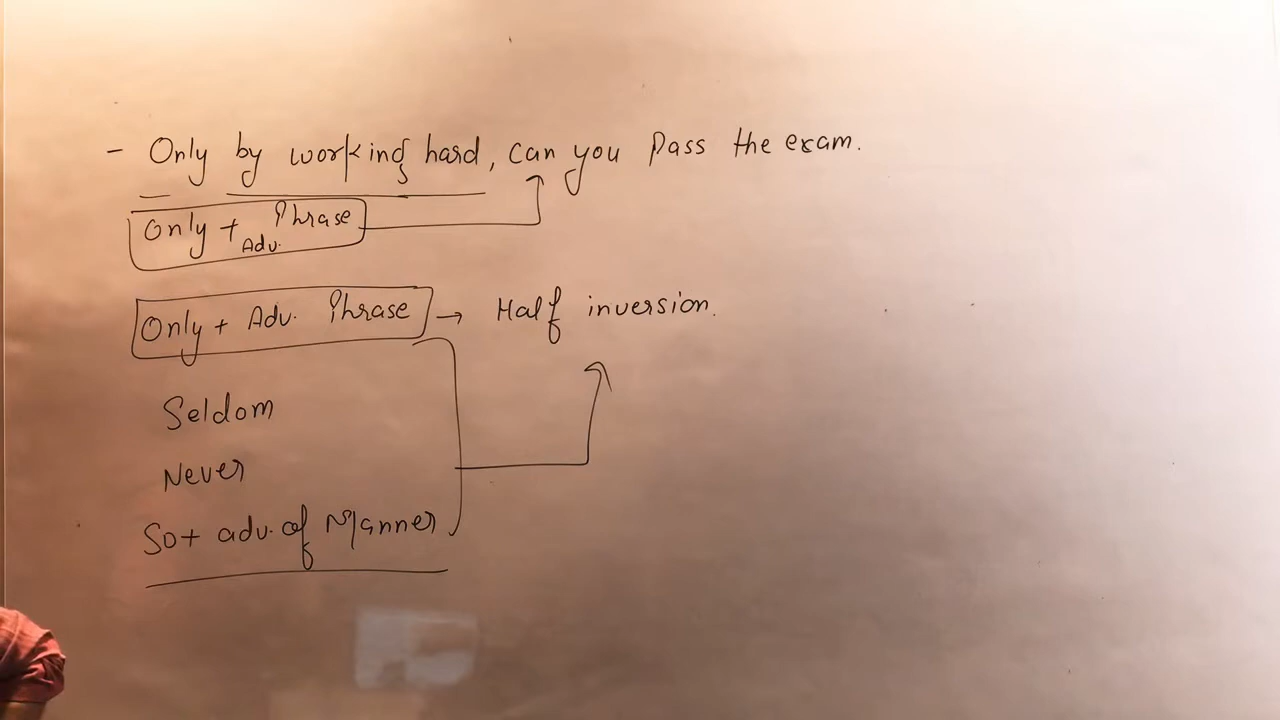 - Only by working hard, Can you Pass the exam.
Only + Adv. Phrase
Only + Adv. Phrase → Half inversion.
Seldom
Never
So + adv. of Manner